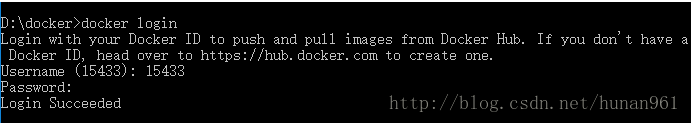 D:\docker>docker login
Login with your Docker ID to push and pull images from Docker Hub. If you don't have a
 Docker ID, head over to https://hub.docker.com to create one.
Username (15433): 15433
Password:
Login Succeeded
http://blog.csdn.net/hunan961